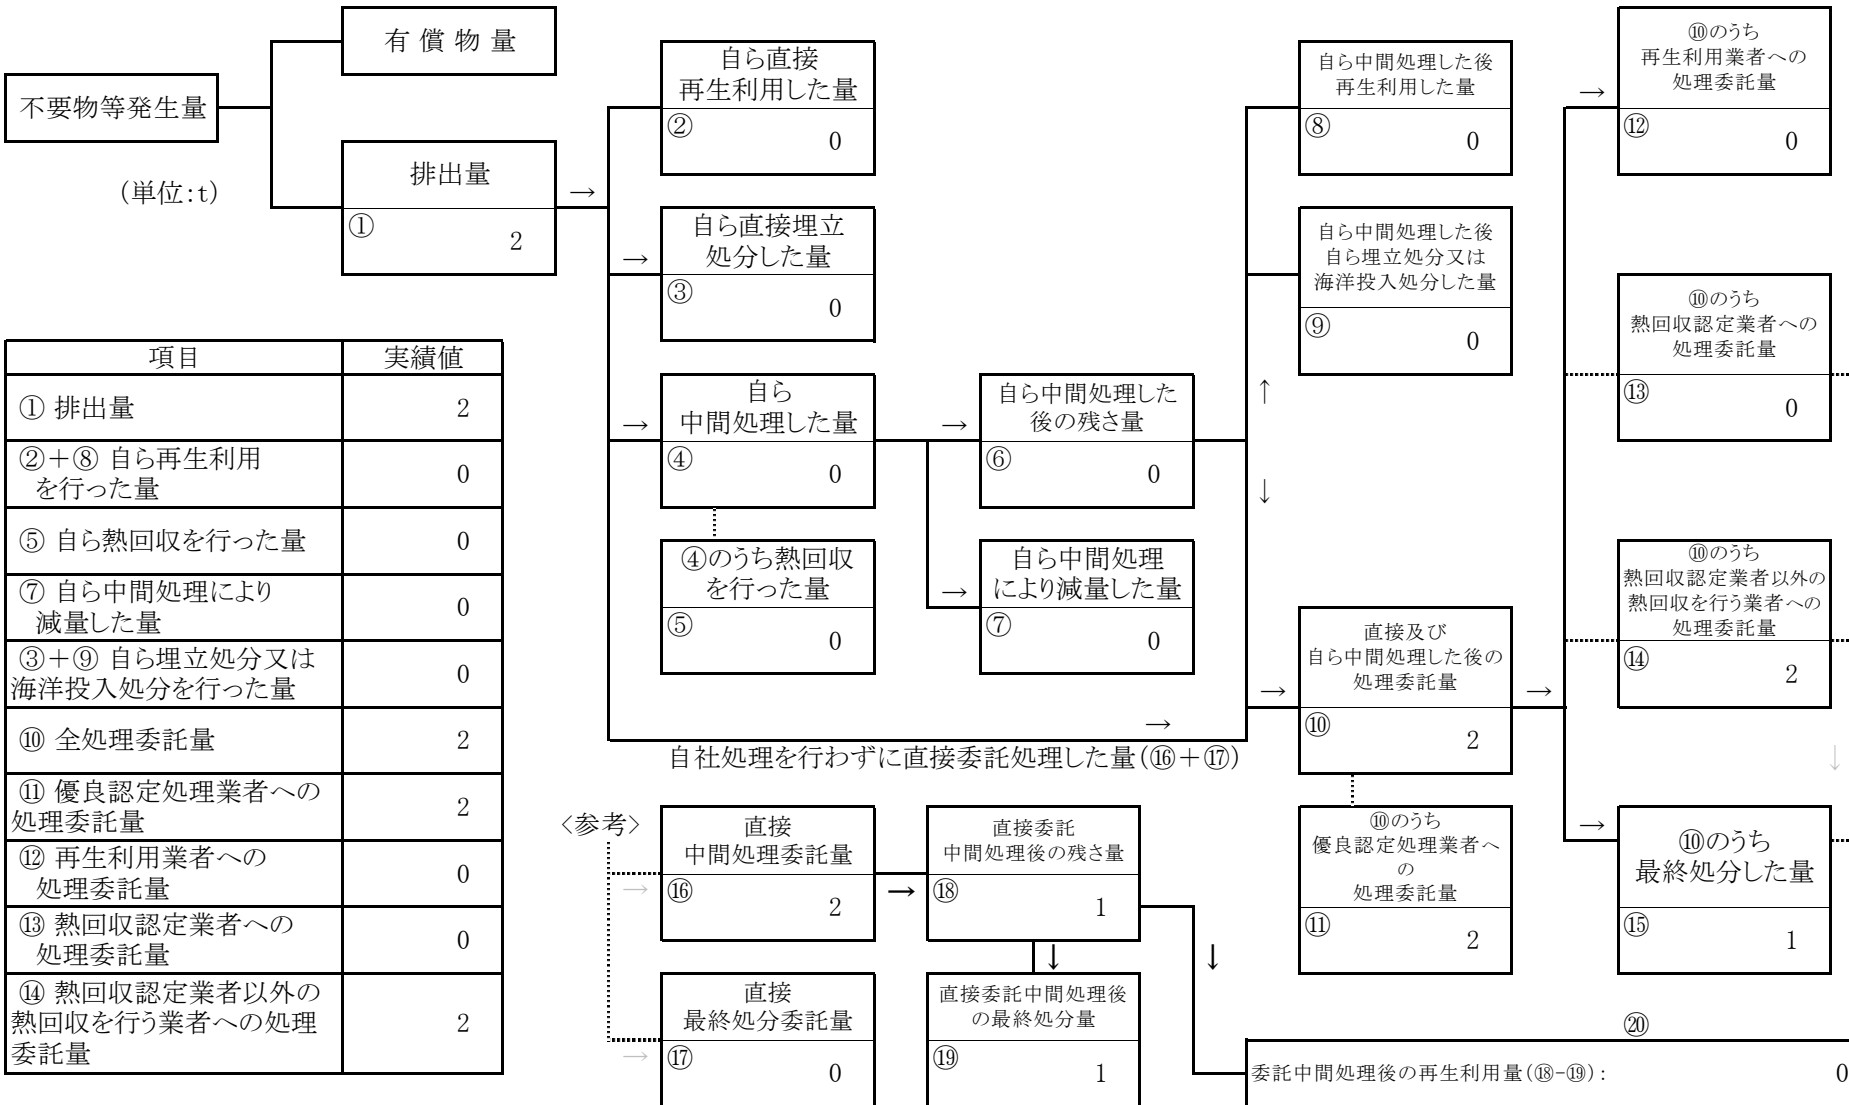 有 償 物 量
不要物等発生量
(単位:t)
排出量
→
①
2
自ら直接
再生利用した量
②
0
→
自ら直接埋立
処分した量
③
0
→
自ら
中間処理した量
④
0
④のうち熱回収
を行った量
⑤
0
→
自ら中間処理した
後の残さ量
⑥
0
→
自ら中間処理
により減量した量
⑦
0
自ら中間処理した後
再生利用した量
⑧
0
自ら中間処理した後
自ら埋立処分又は
海洋投入処分した量
⑨
0
↑
↓
→
自社処理を行わずに直接委託処理した量(⑯+⑰)
→
直接及び
自ら中間処理した後の
処理委託量
⑩
2
→
⑩のうち
優良認定処理業者へ
の
処理委託量
⑪
2
→
⑩のうち
再生利用業者への
処理委託量
⑫
0
⑩のうち
熱回収認定業者への
処理委託量
⑬
0
⑩のうち
熱回収認定業者以外の
熱回収を行う業者への
処理委託量
⑭
2
↓
→
⑩のうち
最終処分した量
⑮
1
項目 実績値
① 排出量 2
②+⑧ 自ら再生利用
を行った量 0
⑤ 自ら熱回収を行った量 0
⑦ 自ら中間処理により
減量した量 0
③+⑨ 自ら埋立処分又は
海洋投入処分を行った量 0
⑩ 全処理委託量 2
⑪ 優良認定処理業者への
処理委託量 2
⑫ 再生利用業者への
処理委託量 0
⑬ 熱回収認定業者への
処理委託量 0
⑭ 熱回収認定業者以外の
熱回収を行う業者への処理
委託量 2
〈参考〉
→
直接
中間処理委託量
⑯
2
→
直接委託
中間処理後の残さ量
⑱
1
↓
↓
→
直接
最終処分委託量
⑰
0
直接委託中間処理後
の最終処分量
⑲
1
⑳
委託中間処理後の再生利用量(⑱-⑲): 0